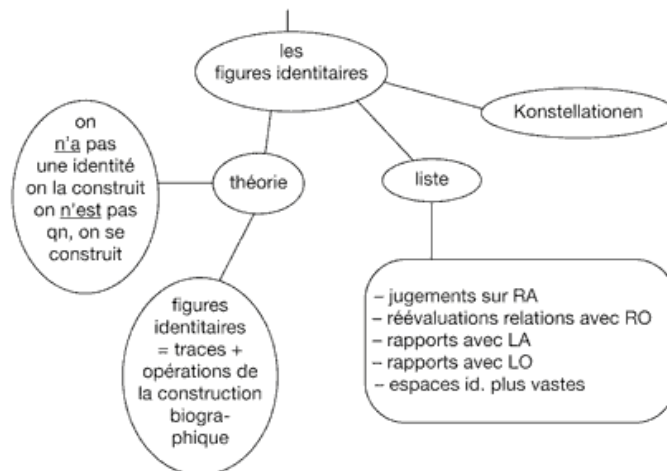 les
figures identitaires
Konstellationen
on
n'a pas
une identité
on la construit
on n'est pas
qn, on se
construit
théorie
liste
figures
identitaires
= traces +
opérations de
la construction
biogra-
phique
– jugements sur RA
– réévaluations relations avec RO
– rapports avec LA
– rapports avec LO
– espaces id. plus vastes